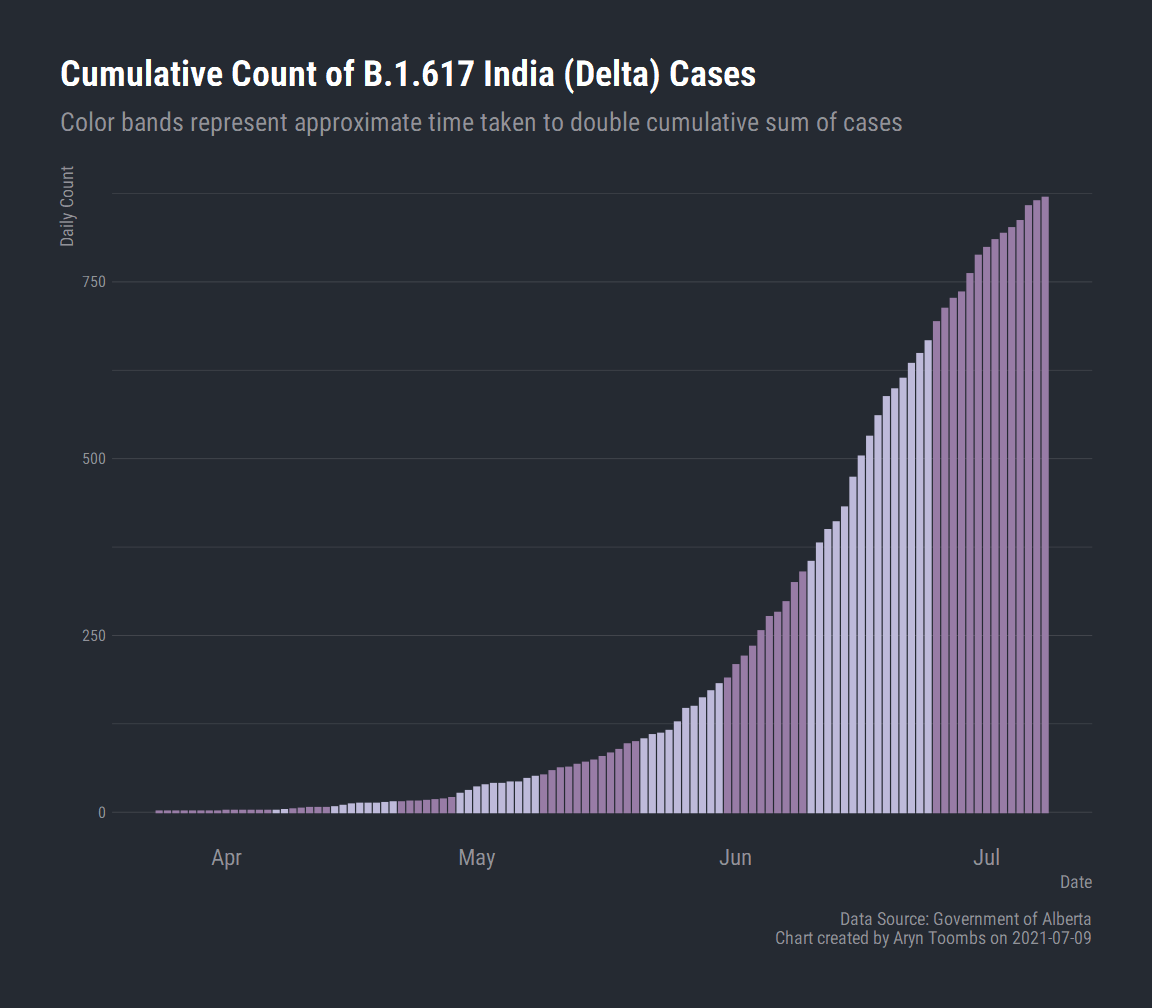 Cumulative Count of B.1.617 India (Delta) Cases
Color bands represent approximate time taken to double cumulative sum of cases
Daily Count
750
500
250
0
Apr
May
Jun
Jul
Date
Data Source: Government of Alberta
Chart created by Aryn Toombs on 2021-07-09